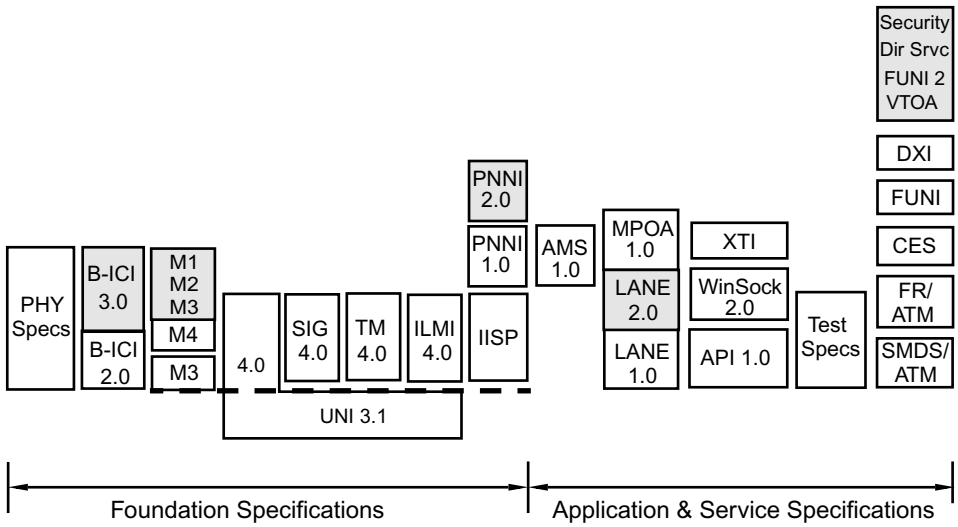 Security
Dir Srvc
FUNI 2
VTOA
DXI
FUNI
CES
FR/
ATM
SMDS/
ATM
PHY
Specs
B-ICI
3.0
B-ICI
2.0
M1
M2
M3
M4
M3
4.0
SIG
4.0
TM
4.0
ILMI
4.0
UNI 3.1
PNNI
2.0
PNNI
1.0
IISP
AMS
1.0
MPOA
1.0
LANE
2.0
LANE
1.0
XTI
WinSock
2.0
API 1.0
Test
Specs
Foundation Specifications
Application & Service Specifications